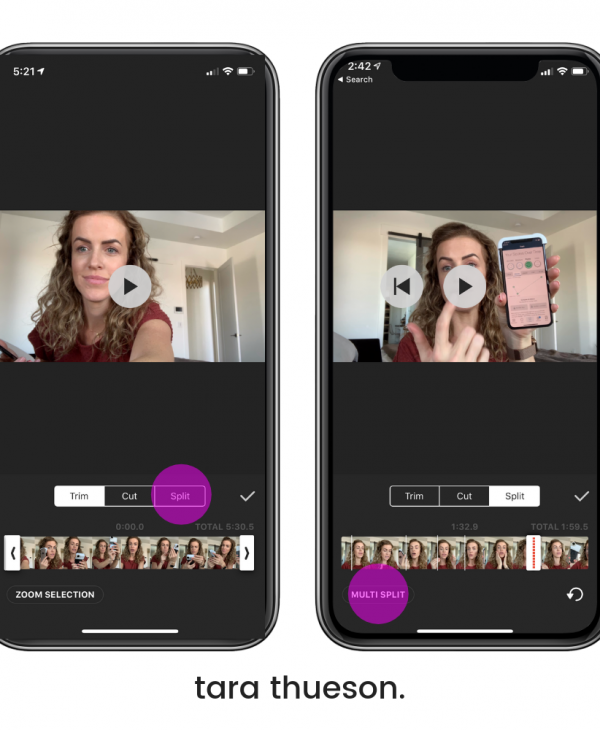 5:21
Trim Cut Split
0:00.0 TOTAL 5:30.5
ZOOM SELECTION
2:42
Search
Trim Cut Split
1:32.9 TOTAL 1:59.5
MULTI SPLIT
tara thueson.